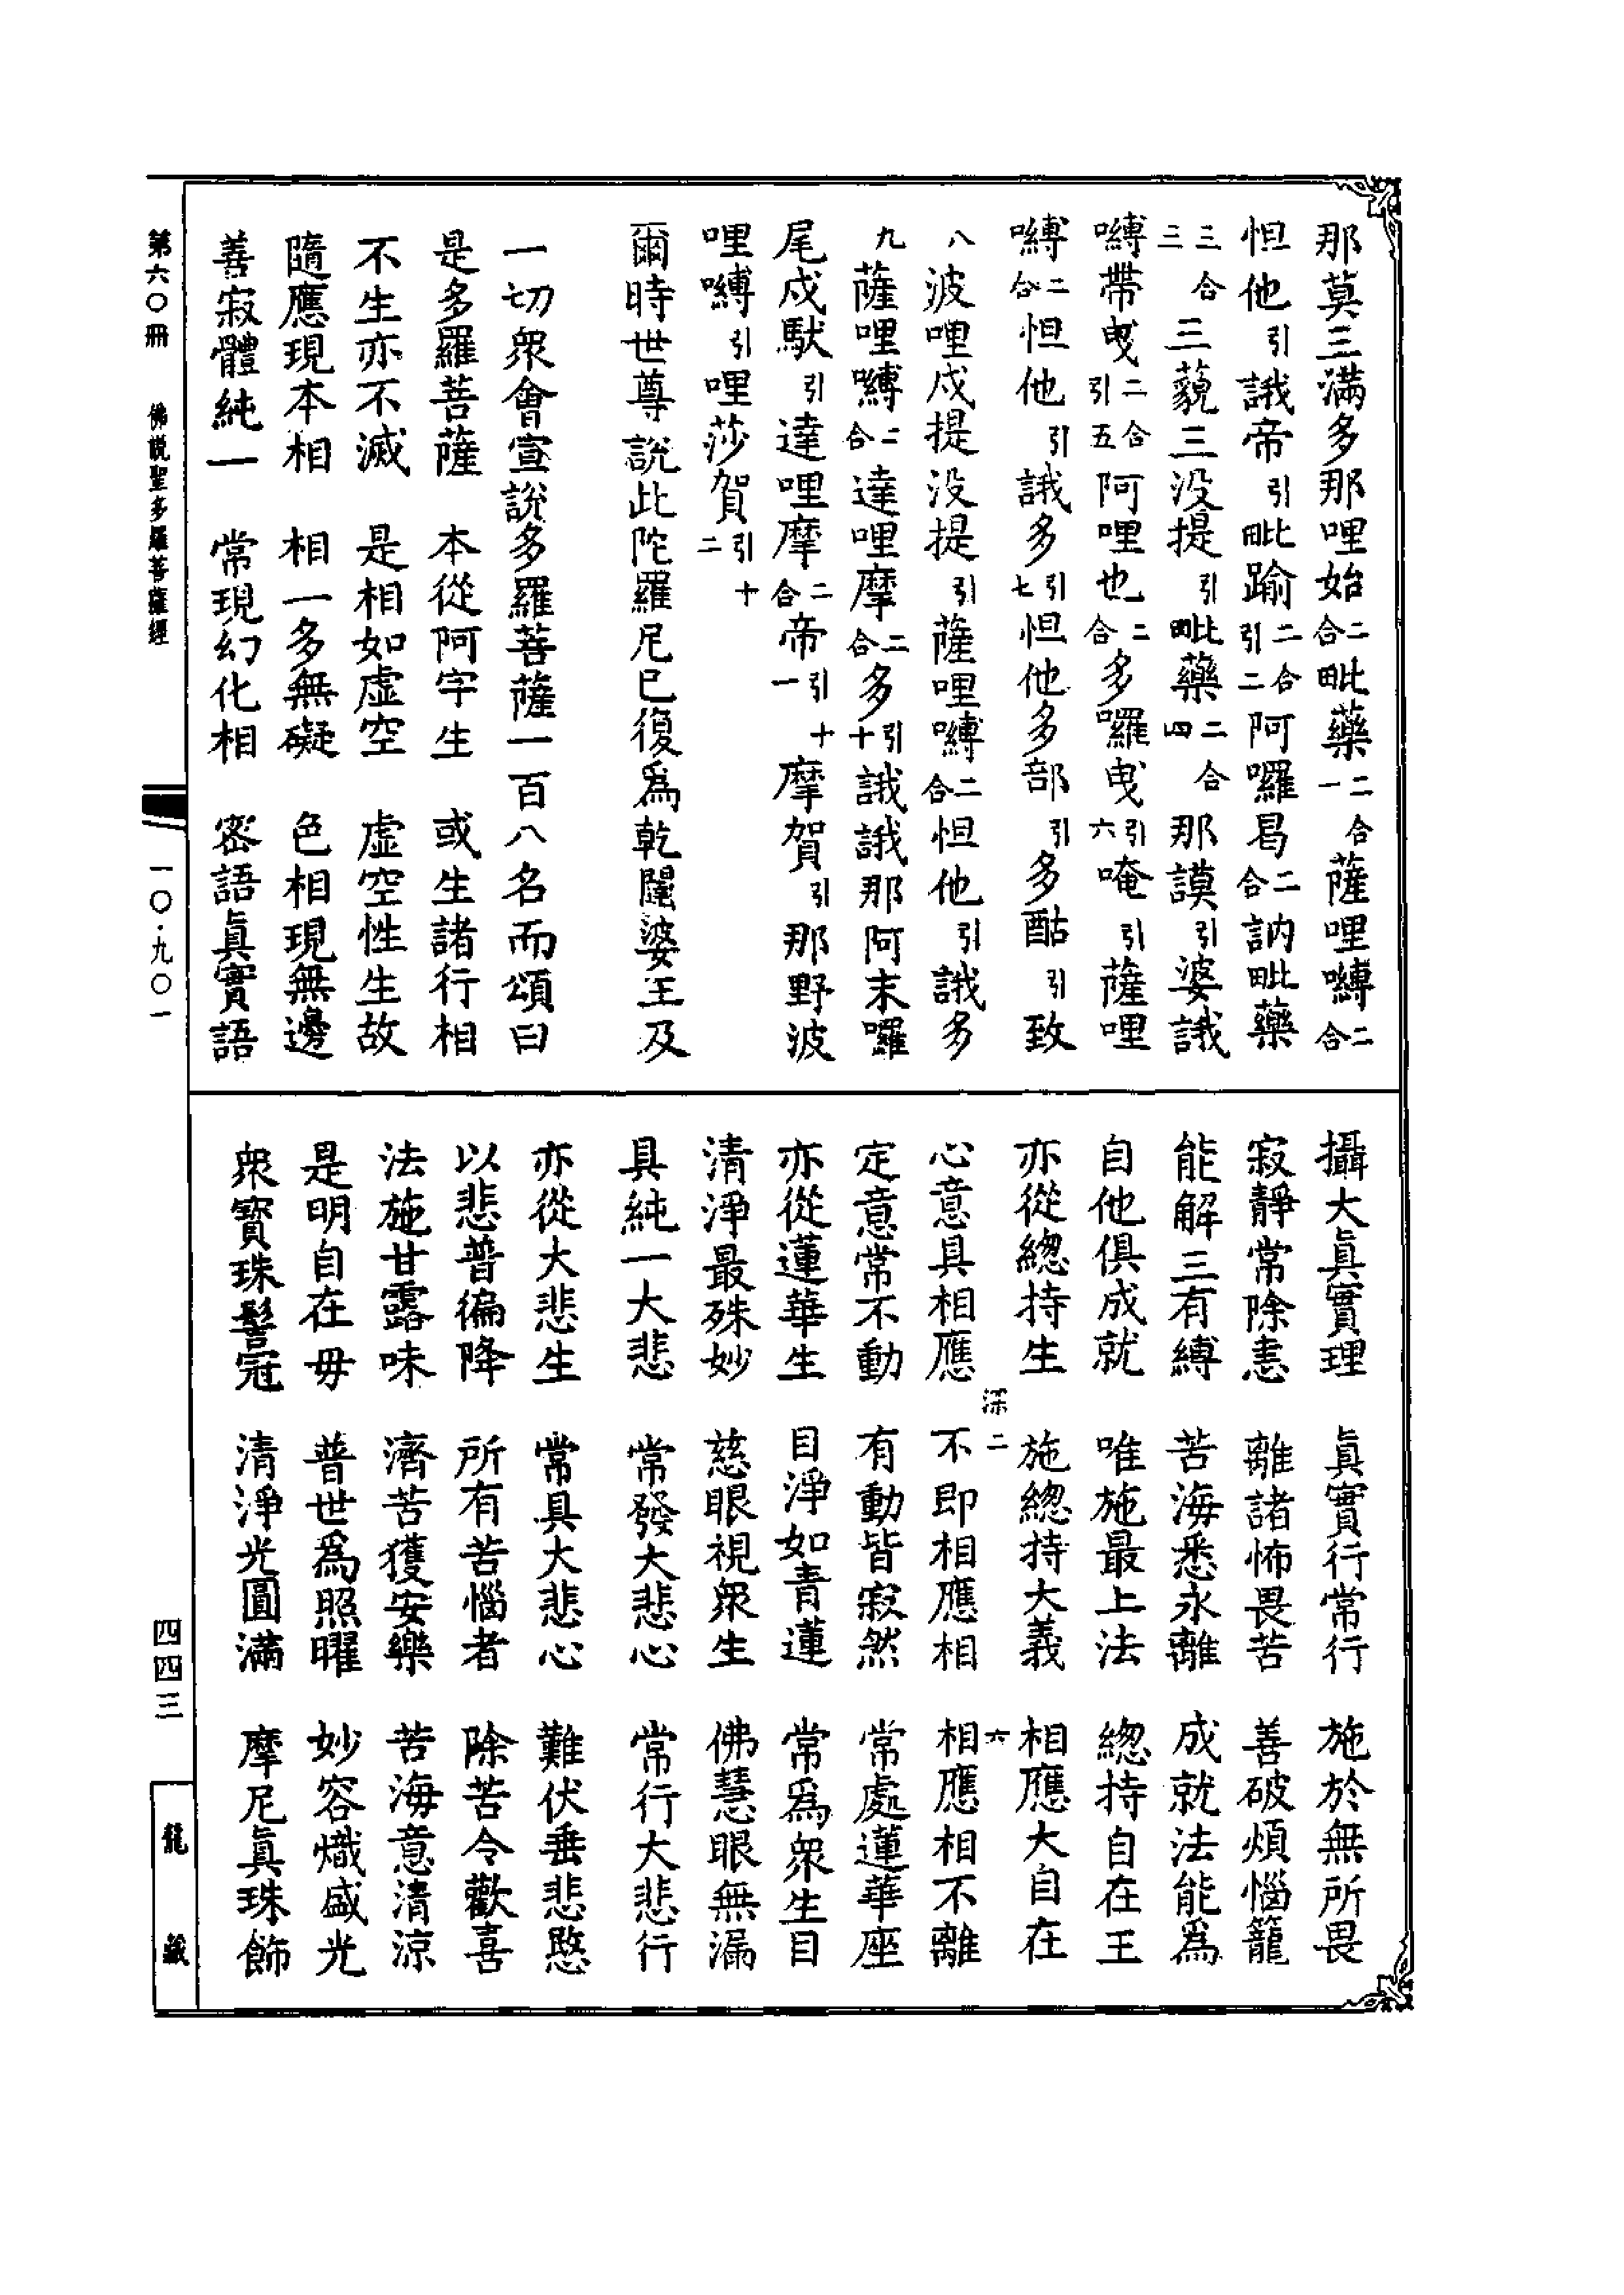 那莫三滿多那哩始二合毗藥二合一薩哩嚩二合
怛他引誐帝引毗踰二合引二阿囉曷二合訥毗藥
三合三三藐三没提引毗藥二合四那謨引婆誐
嚩帶曳二合引五阿哩也二合多囉曳引六唵引薩哩
嚩二合怛他引誐多引七怛他多部引多酤引致
八波哩戍提没提引薩哩嚩二合怛他引誐多
九薩哩嚩二合達哩摩二合多引十誐誐那阿末囉
尾戍馱引達哩摩二合帝引十一摩賀引那野波
哩嚩引哩莎賀引十二
爾時世尊說此陀羅尼已復爲乾闥婆王及
一切衆會宣說多羅菩薩一百八名而頌曰
是多羅菩薩　本從阿字生　或生諸行相
不生亦不滅　是相如虛空　虛空性生故
隨應現本相　相一多無礙　色相現無邊
善寂體純一　常現幻化相　密語眞實語
攝大眞實理　眞實行常行　施於無所畏
寂靜常除恚　離諸怖畏苦　善破煩惱籠
能解三有縛　苦海悉永離　成就法能爲
自他俱成就　唯施最上法　總持自在王
亦從總持生　施總持大義　相應大自在
深二　六
心意具相應　不即相應相　相應相不離
定意常不動　有動皆寂然　常處蓮華座
亦從蓮華生　目淨如青蓮　常爲衆生目
清淨最殊妙　慈眼視衆生　佛慧眼無漏
具純一大悲　常發大悲心　常行大悲行
亦從大悲生　常具大悲心　難伏垂悲愍
以悲普徧降　所有苦惱者　除苦令歡喜
法施甘露味　濟苦獲安樂　苦海意清涼
是明自在母　普世爲照曜　妙容熾盛光
衆寶珠髻冠　清淨光圓滿　摩尼眞珠飾
第六〇冊　佛說聖多羅菩薩經
一〇·九〇一
四四三
龍藏